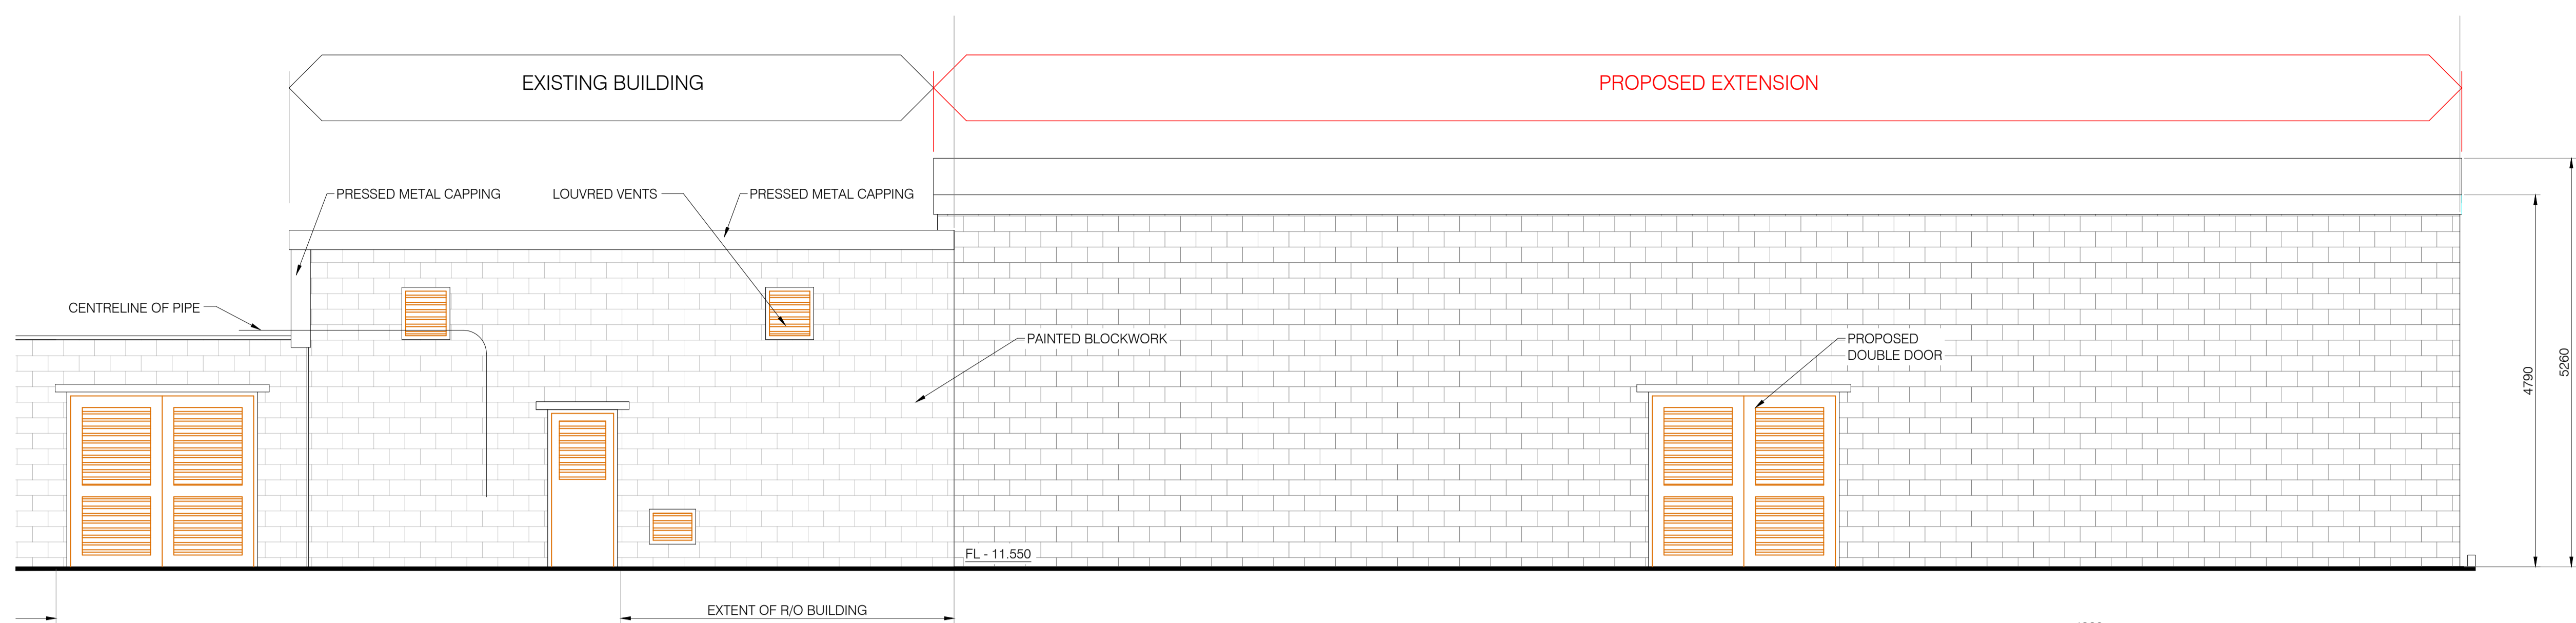 EXISTING BUILDING
PROPOSED EXTENSION
PRESSED METAL CAPPING
LOUVRED VENTS
PRESSED METAL CAPPING
CENTRELINE OF PIPE
PAINTED BLOCKWORK
PROPOSED
DOUBLE DOOR
4790
5260
FL - 11.550
EXTENT OF R/O BUILDING